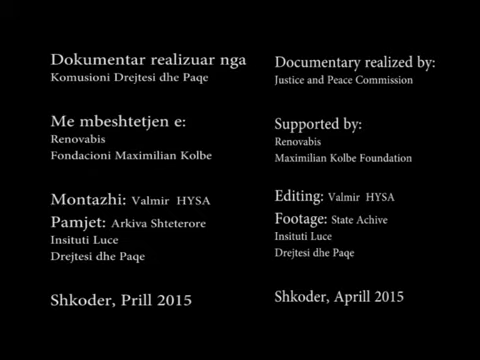 Dokumentar realizuar nga
Komusioni Drejtesi dhe Paqe
Me mbeshtetjen e:
Renovabis
Fondacioni Maximilian Kolbe
Montazhi: Valmir HYSA
Pamjet: Arkiva Shteterore
Insituti Luce
Drejtesi dhe Paqe
Shkoder, Prill 2015
Documentary realized by:
Justice and Peace Commission
Supported by:
Renovabis
Maximilian Kolbe Foundation
Editing: Valmir HYSA
Footage: State Achive
Insituti Luce
Drejtesi dhe Paqe
Shkoder, Aprill 2015